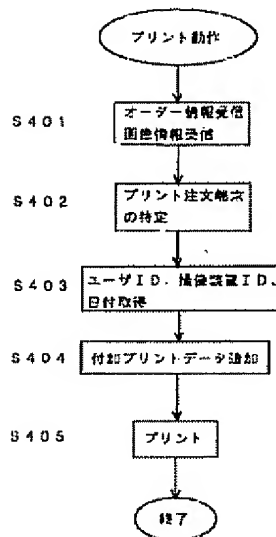 プリント動作
S401
オーダー情報受信
画像情報受信
S402
プリント注文端末
の特定
S403
ユーザID、撮像装置ID、
日付取得
S404
付加プリントデータ追加
S405
プリント
終了